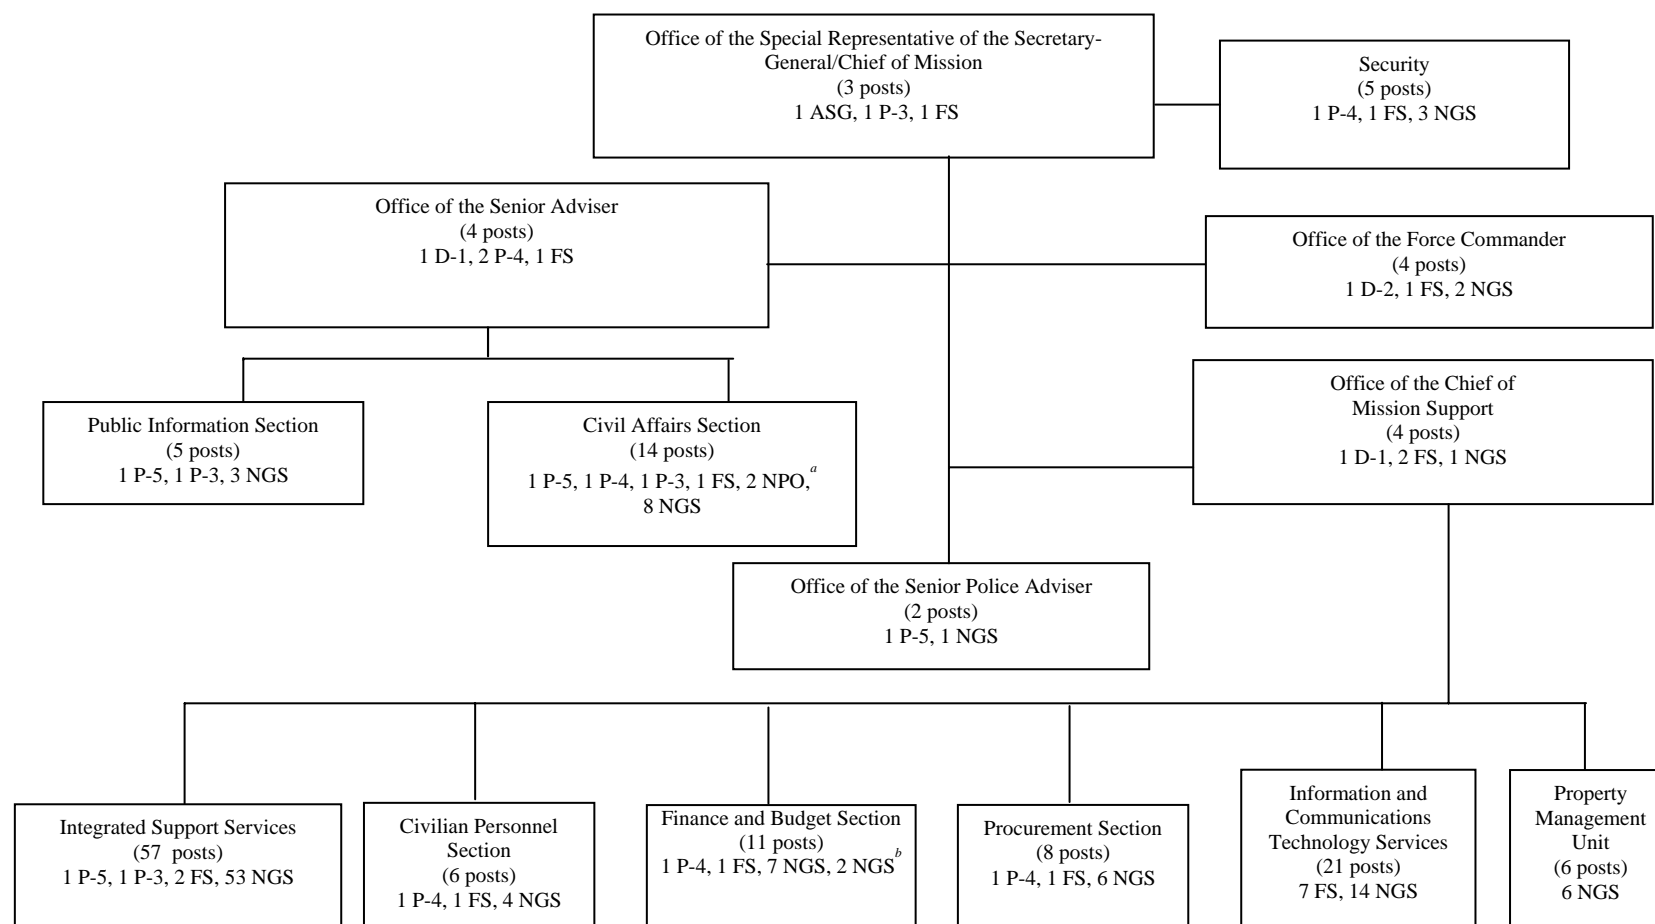 Office of the Special Representative of the Secretary-
General/Chief of Mission
(3 posts)
1 ASG, 1 P-3, 1 FS
Security
(5 posts)
1 P-4, 1 FS, 3 NGS
Office of the Senior Adviser
(4 posts)
1 D-1, 2 P-4, 1 FS
Office of the Force Commander
(4 posts)
1 D-2, 1 FS, 2 NGS
Public Information Section
(5 posts)
1 P-5, 1 P-3, 3 NGS
Civil Affairs Section
(14 posts)
1 P-5, 1 P-4, 1 P-3, 1 FS, 2 NPO,a
8 NGS
Office of the Chief of
Mission Support
(4 posts)
1 D-1, 2 FS, 1 NGS
Office of the Senior Police Adviser
(2 posts)
1 P-5, 1 NGS
Integrated Support Services
(57 posts)
1 P-5, 1 P-3, 2 FS, 53 NGS
Civilian Personnel
Section
(6 posts)
1 P-4, 1 FS, 4 NGS
Finance and Budget Section
(11 posts)
1 P-4, 1 FS, 7 NGS, 2 NGSb
Procurement Section
(8 posts)
1 P-4, 1 FS, 6 NGS
Information and
Communications
Technology Services
(21 posts)
7 FS, 14 NGS
Property
Management
Unit
(6 posts)
6 NGS